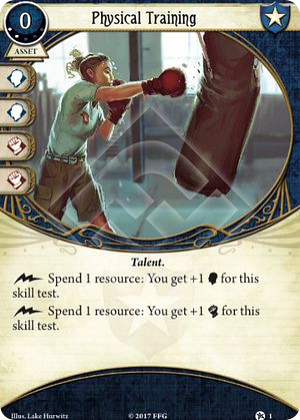 0
Physical Training
ASSET
Talent.
Spend 1 resource: You get +1 for this
skill test.
Spend 1 resource: You get +1 for this
skill test.
Illus. Lake Hurwitz
© 2017 FFG
1